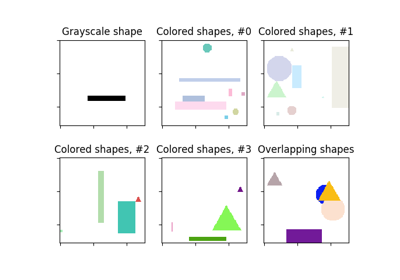 Grayscale shape
Colored shapes, #0
Colored shapes, #1
Colored shapes, #2
Colored shapes, #3
Overlapping shapes